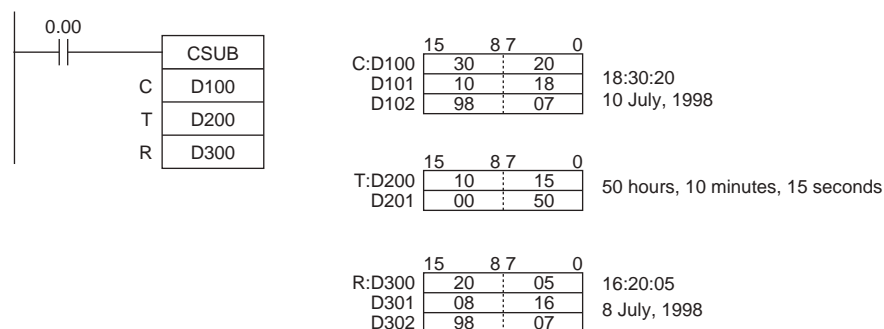 0.00
CSUB
C D100
T D200
R D300
15 8 7 0
C:D100 30 20
D101 10 18
D102 98 07
18:30:20
10 July, 1998
15 8 7 0
T:D200 10 15
D201 00 50
50 hours, 10 minutes, 15 seconds
15 8 7 0
R:D300 20 05
D301 08 16
D302 98 07
16:20:05
8 July, 1998